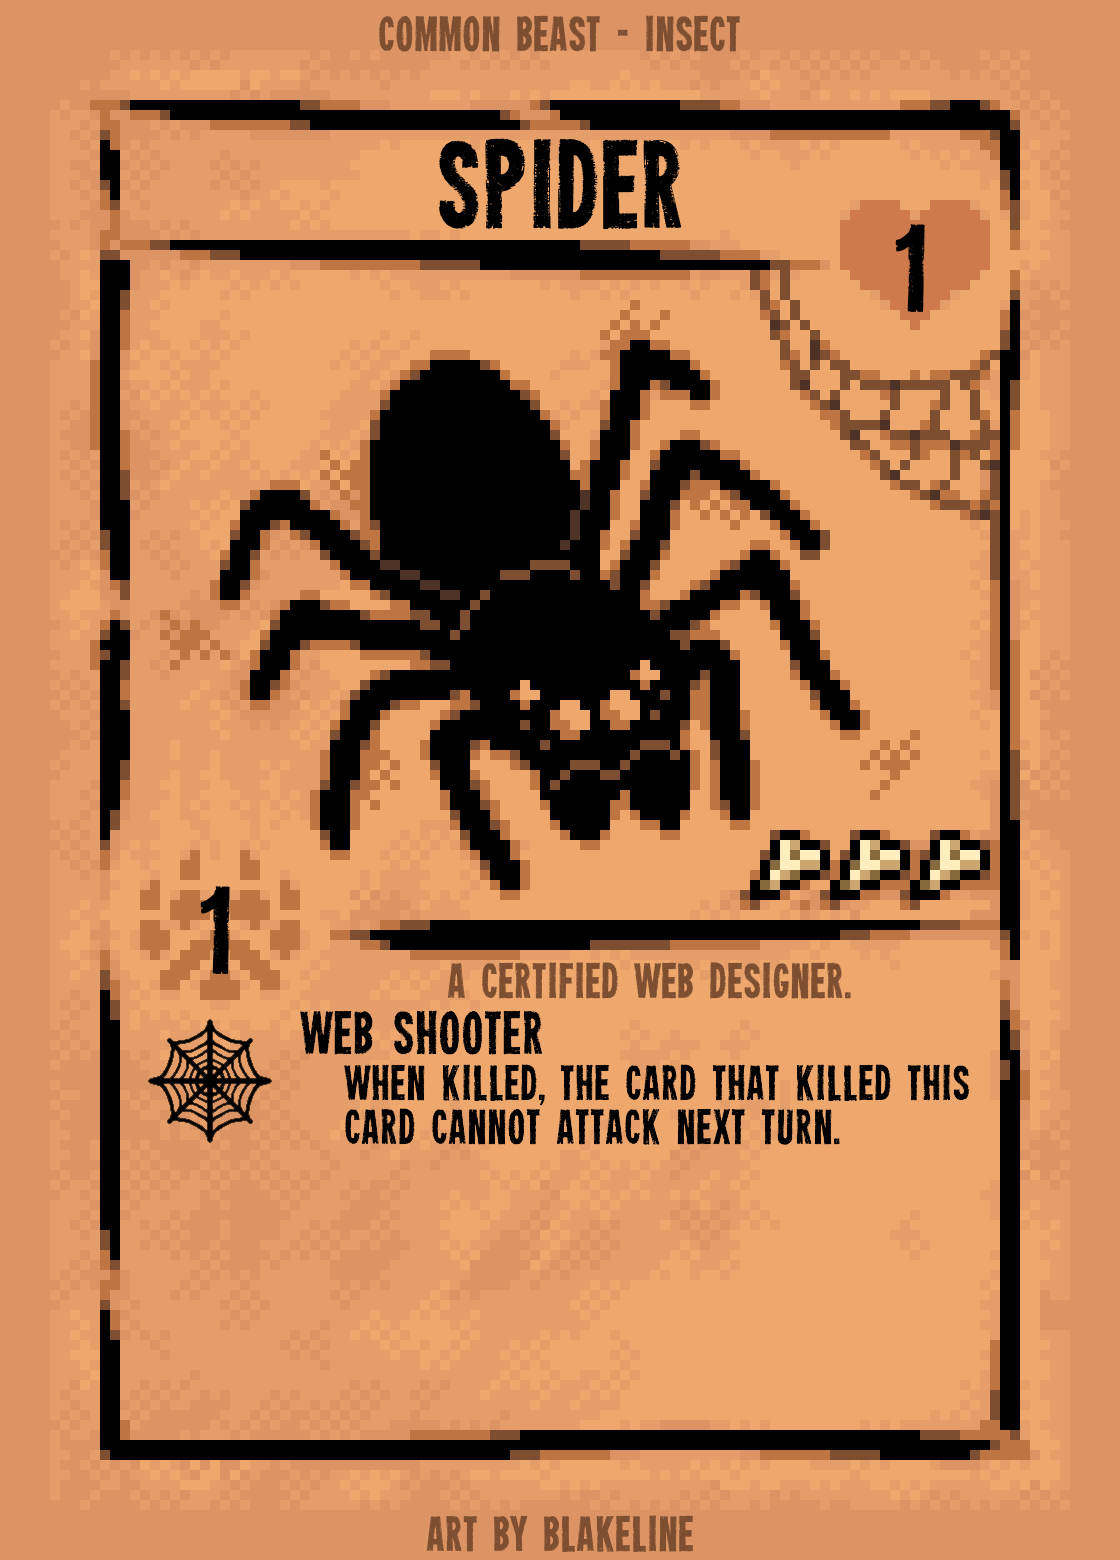 COMMON BEAST - INSECT
SPIDER
1
1
A CERTIFIED WEB DESIGNER.
WEB SHOOTER
WHEN KILLED, THE CARD THAT KILLED THIS
CARD CANNOT ATTACK NEXT TURN.
ART BY BLAKELINE